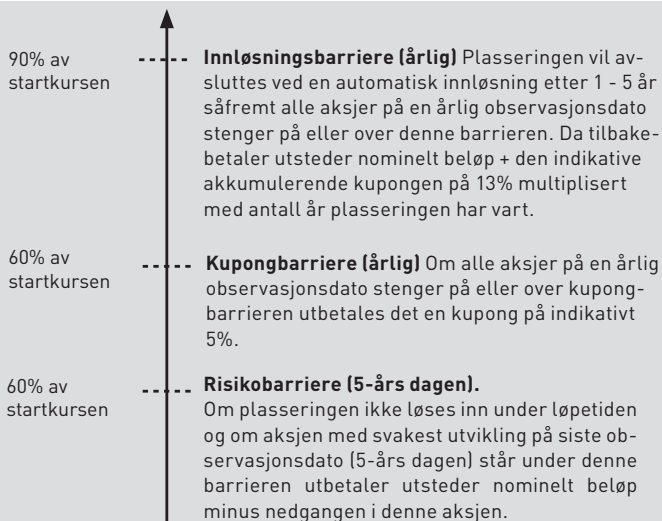 90% av
startkursen
Innløsningsbarriere (årlig) Plasseringen vil av-
sluttes ved en automatisk innløsning etter 1 - 5 år
såfremt alle aksjer på en årlig observasjonsdato
stenger på eller over denne barrieren. Da tilbake-
betaler utsteder nominelt beløp + den indikative
akkumulerende kupongen på 13% multiplisert
med antall år plasseringen har vart.
60% av
startkursen
Kupongbarriere (årlig) Om alle aksjer på en årlig
observasjonsdato stenger på eller over kupong-
barrieren utbetales det en kupong på indikativt
5%.
60% av
startkursen
Risikobarriere (5-års dagen).
Om plasseringen ikke løses inn under løpetiden
og om aksjen med svakest utvikling på siste ob-
servasjonsdato (5-års dagen) står under denne
barrieren utbetaler utsteder nominelt beløp
minus nedgangen i denne aksjen.